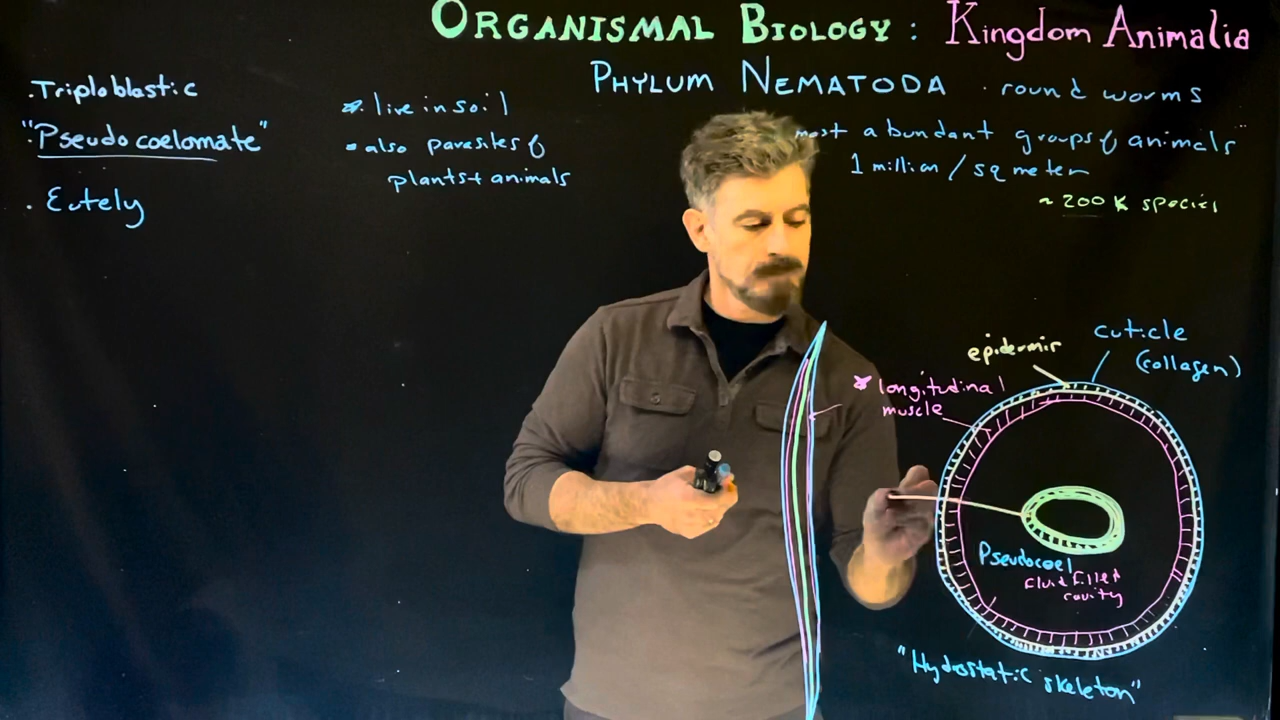 ORGANISMAL BIOLOGY: Kingdom Animalia
PHYLUM NEMATODA · round worms
most abundant groups of animals"
1 million / sq meter
~ 200 K species
· Triploblastic
· "Pseudocoelomate"
· Eutely
* live in soil
• also parasites of
plants + animals
epidermis
cuticle
(collagen)
* longitudinal
muscle
Pseudocoel
fluid filled
cavity
"Hydrostatic skeleton"